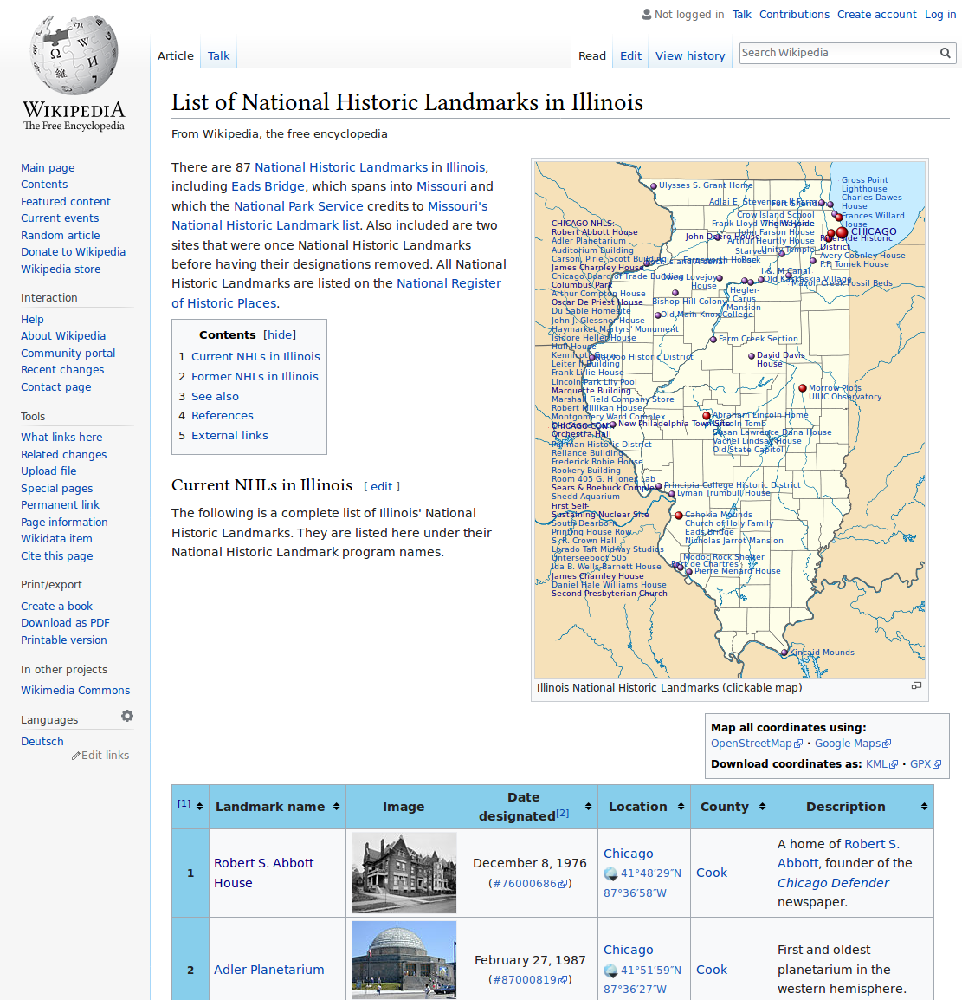 Not logged in Talk Contributions Create account Log in
Article Talk Read Edit View history Search Wikipedia
WIKIPEDIA
The Free Encyclopedia
Main page
Contents
Featured content
Current events
Random article
Donate to Wikipedia
Wikipedia store
Interaction
Help
About Wikipedia
Community portal
Recent changes
Contact page
Tools
What links here
Related changes
Upload file
Special pages
Permanent link
Page information
Wikidata item
Cite this page
Print/export
Create a book
Download as PDF
Printable version
In other projects
Wikimedia Commons
Languages
Deutsch
Edit links
List of National Historic Landmarks in Illinois
From Wikipedia, the free encyclopedia
There are 87 National Historic Landmarks in Illinois,
including Eads Bridge, which spans into Missouri and
which the National Park Service credits to Missouri's
National Historic Landmark list. Also included are two
sites that were once National Historic Landmarks
before having their designations removed. All National
Historic Landmarks are listed on the National Register
of Historic Places.
Contents [hide]
1 Current NHLs in Illinois
2 Former NHLs in Illinois
3 See also
4 References
5 External links
Current NHLs in Illinois [ edit ]
The following is a complete list of Illinois' National
Historic Landmarks. They are listed here under their
National Historic Landmark program names.
Ulysses S. Grant Home
Adlai E. Stevenson II Farm
Fort Sheridan
Gross Point
Lighthouse
Charles Dawes
House
Frances Willard
House
Crow Island School
Frank Lloyd Wright House
The Wayside
John Farson House
Arthur Heurtly House
Unity Temple
CHICAGO
Riverside Historic
District
Avery Coonley House
F.F. Tomek House
John Deere House
Starved
Rock
Farnsworth House
Rock Island Arsenal
Owen Lovejoy
House
I.& M.Canal
Old Kaskaskia Village
Mazon Creek Fossil Beds
Hegler-
Carus
Mansion
Bishop Hill Colony
Old Main Knox College
Farm Creek Section
Nauvoo Historic District
David Davis
House
Morrow Plots
UIUC Observatory
New Philadelphia Town Site
Abraham Lincoln Home
Lincoln Tomb
Susan Lawrence Dana House
Vachel Lindsay House
Old State Capitol
Principia College Historic District
Lyman Trumbull House
Cahokia Mounds
Church of Holy Family
Eads Bridge
Nicholas Jarrot Mansion
Modoc Rock Shelter
Fort de Chartres
Pierre Menard House
Kincaid Mounds
CHICAGO NHLS:
Robert Abbott House
Adler Planetarium
Auditorium Building
Carson, Pirie, Scott Building
James Charnley House
Chicago Board of Trade Building
Columbus Park
Arthur Compton House
Oscar De Priest House
Du Sable Homesite
John J. Glessner House
Haymarket Martyrs' Monument
Isidore Heller House
Hull House
Kennicott Grove
Leiter II Building
Frank Lillie House
Lincoln Park Lily Pool
Marquette Building
Marshall Field Company Store
Robert Millikan House
Montgomery Ward Complex
CHICAGO CONT.
Orchestra Hall
Pullman Historic District
Reliance Building
Frederick Robie House
Rookery Building
Room 405 G. H Jones Lab
Sears & Roebuck Complex
Shedd Aquarium
First Self-
Sustaining Nuclear Site
South Dearborn
Printing House Row
S. R. Crown Hall
Lorado Taft Midway Studios
Unterseeboot 505
Ida B. Wells-Barnett House
James Charnley House
Daniel Hale Williams House
Second Presbyterian Church
Illinois National Historic Landmarks (clickable map)
Map all coordinates using:
OpenStreetMap · Google Maps
Download coordinates as: KML · GPX
[1] Landmark name Image Date designated[2] Location County Description
1 Robert S. Abbott House December 8, 1976 (#76000686) Chicago 41°48′29″N 87°36′58″W Cook A home of Robert S. Abbott, founder of the Chicago Defender newspaper.
2 Adler Planetarium February 27, 1987 (#87000819) Chicago 41°51′59″N 87°36′27″W Cook First and oldest planetarium in the western hemisphere.